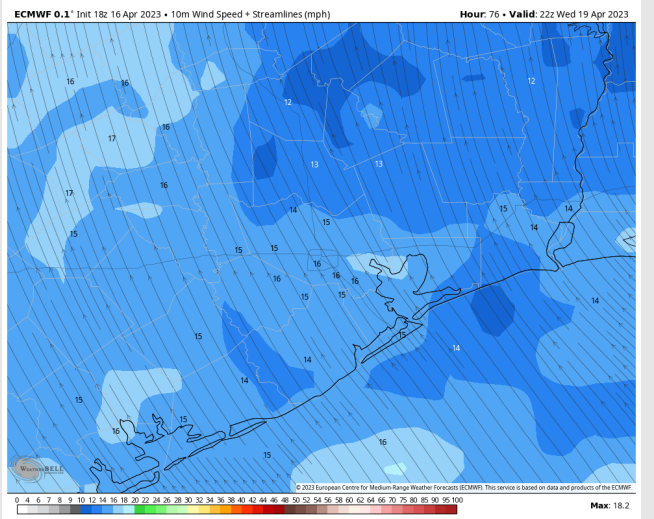 ECMWF 0.1° Init 18z 16 Apr 2023 • 10m Wind Speed + Streamlines (mph) Hour: 76 • Valid: 22z Wed 19 Apr 2023
16 16 12
12
17 16
13 13
17 16
14 15 15 14
15 14
15 15
16 16 16 16
15 15 14
15 15
14 14
14
15 15
16 16
15
WEATHERBELL
© 2023 European Centre for Medium-Range Weather Forecasts (ECMWF). This service is based on data and products of the ECMWF.
0 4 6 7 8 9 10 11 12 14 16 18 20 22 24 26 28 30 32 34 36 38 40 42 44 46 48 50 52 54 56 58 60 62 64 66 68 70 75 80 85 90 95 100
Max: 18.2